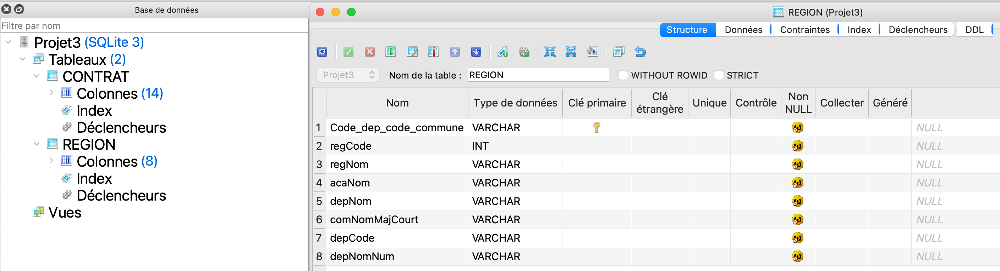 Base de données
Filtre par nom
Projet3 (SQLite 3)
Tableaux (2)
CONTRAT
Colonnes (14)
Index
Déclencheurs
REGION
Colonnes (8)
Index
Déclencheurs
Vues
REGION (Projet3)
Structure Données Contraintes Index Déclencheurs DDL
Projet3 Nom de la table : REGION WITHOUT ROWID STRICT
Nom Type de données Clé primaire Clé étrangère Unique Contrôle Non NULL Collecter Généré
1 Code_dep_code_commune VARCHAR NULL
2 regCode INT NULL
3 regNom VARCHAR NULL
4 acaNom VARCHAR NULL
5 depNom VARCHAR NULL
6 comNomMajCourt VARCHAR NULL
7 depCode VARCHAR NULL
8 depNomNum VARCHAR NULL